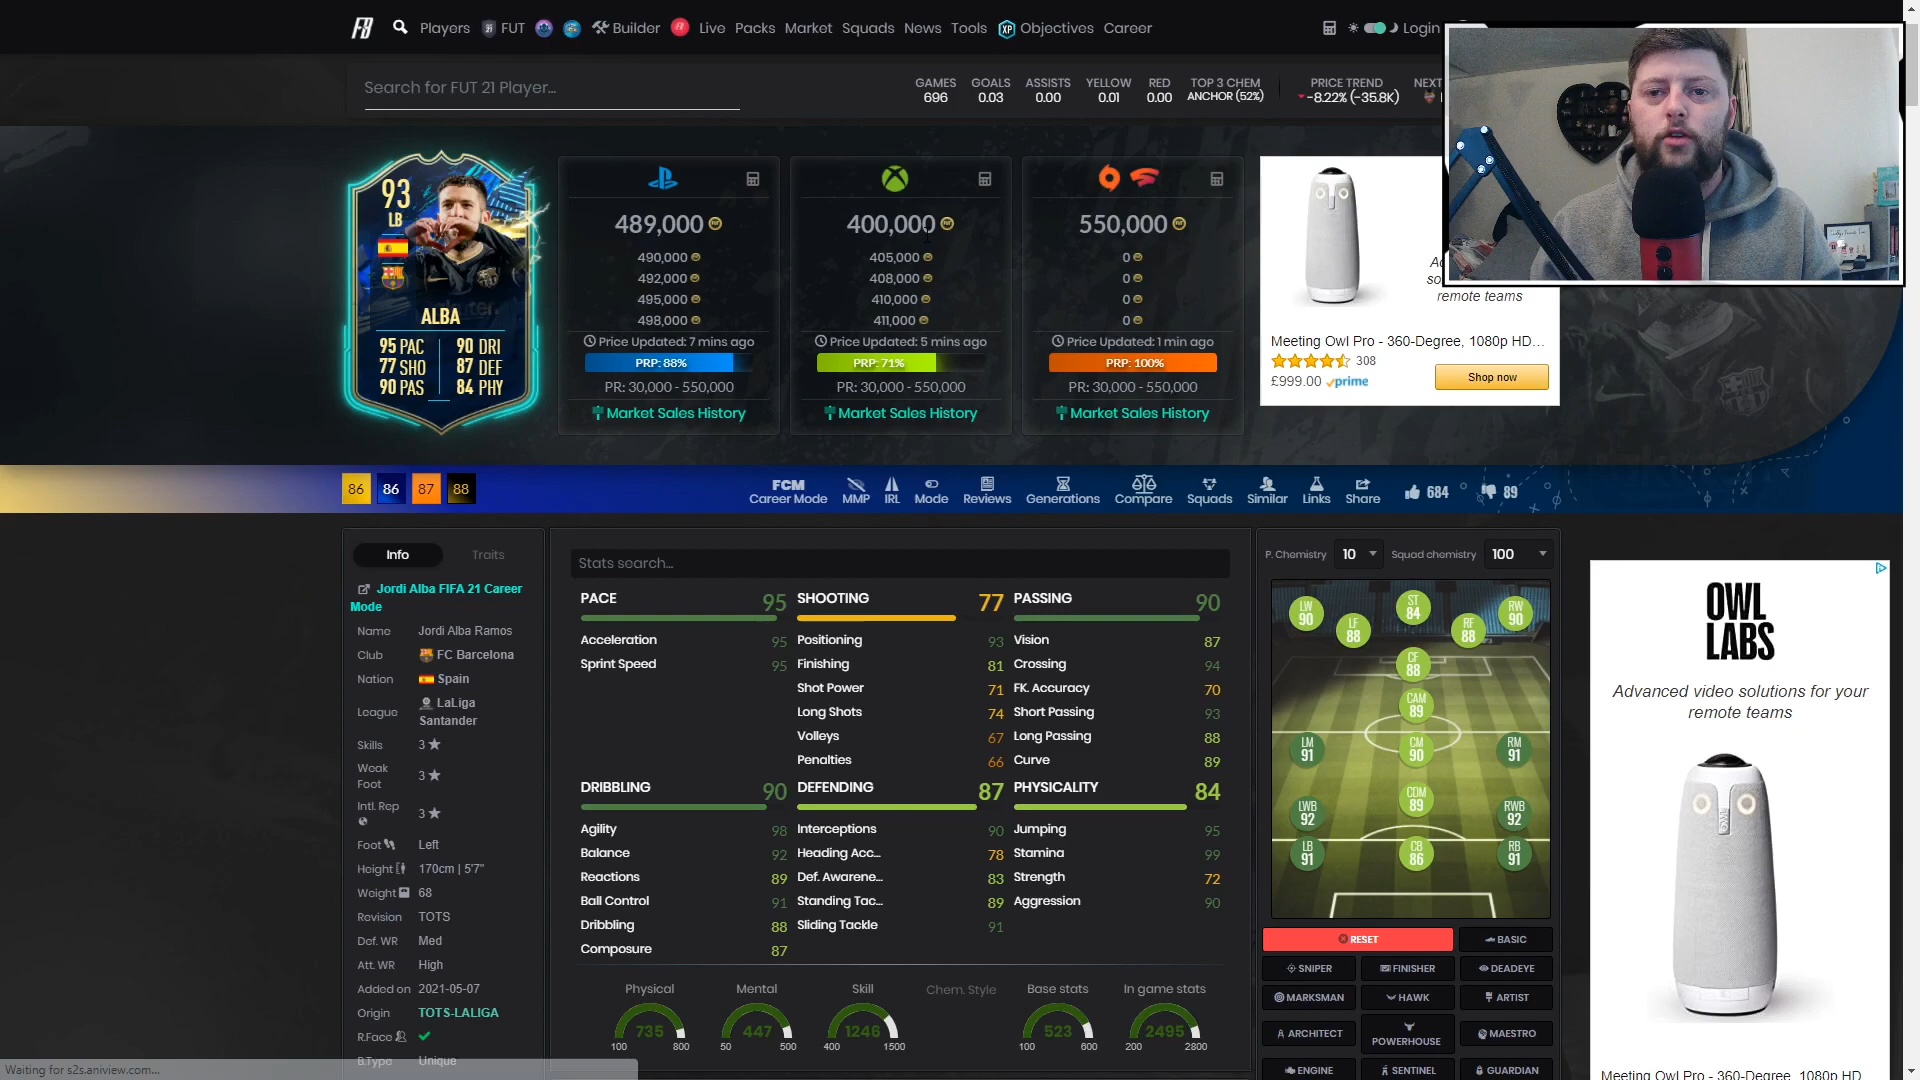 FB Players FUT Builder Live Packs Market Squads News Tools XP Objectives Career Login
Search for FUT 21 Player...
GAMES GOALS ASSISTS YELLOW RED TOP 3 CHEM PRICE TREND NEXT
696 0.03 0.00 0.01 0.00 ANCHOR (52%) -8.22% (-35.8K)
93
LB
ALBA
95 PAC 90 DRI
77 SHO 87 DEF
90 PAS 84 PHY
489,000
490,000
492,000
495,000
498,000
Price Updated: 7 mins ago
PRP: 88%
PR: 30,000 - 550,000
Market Sales History
400,000
405,000
408,000
410,000
411,000
Price Updated: 5 mins ago
PRP: 71%
PR: 30,000 - 550,000
Market Sales History
550,000
0
0
0
0
Price Updated: 1 min ago
PRP: 100%
PR: 30,000 - 550,000
Market Sales History
remote teams
Meeting Owl Pro - 360-Degree, 1080p HD...
308
£999.00 prime
Shop now
86 86 87 88
FCM
Career Mode MMP IRL Mode Reviews Generations Compare Squads Similar Links Share 684 89
Info Traits
Jordi Alba FIFA 21 Career
Mode
Name Jordi Alba Ramos
Club FC Barcelona
Nation Spain
League LaLiga
Santander
Skills 3
Weak
Foot 3
Intl. Rep 3
Foot Left
Height 170cm | 5'7"
Weight 68
Revision TOTS
Def. WR Med
Att. WR High
Added on 2021-05-07
Origin TOTS-LALIGA
R.Face
B.Type Unique
Waiting for s2s.aniview.com...
Stats search...
PACE 95
Acceleration 95
Sprint Speed 95
SHOOTING 77
Positioning 93
Finishing 81
Shot Power 71
Long Shots 74
Volleys 67
Penalties 66
PASSING 90
Vision 87
Crossing 94
FK. Accuracy 70
Short Passing 93
Long Passing 88
Curve 89
DRIBBLING 90
Agility 98
Balance 92
Reactions 89
Ball Control 91
Dribbling 88
Composure 87
DEFENDING 87
Interceptions 90
Heading Acc... 78
Def. Awarene... 83
Standing Tac... 89
Sliding Tackle 91
PHYSICALITY 84
Jumping 95
Stamina 99
Strength 72
Aggression 90
Physical Mental Skill Chem. Style Base stats In game stats
735 447 1246 523 2495
100 800 50 500 400 1500 100 600 200 2800
P. Chemistry 10 Squad chemistry 100
LW
90
LF
88
ST
84
RF
88
RW
90
CF
88
CAM
89
LM
91
CM
90
RM
91
LWB
92
CDM
89
RWB
92
LB
91
CB
86
RB
91
RESET BASIC
SNIPER FINISHER DEADEYE
MARKSMAN HAWK ARTIST
ARCHITECT POWERHOUSE MAESTRO
ENGINE SENTINEL GUARDIAN
OWL
LABS
Advanced video solutions for your
remote teams
Meeting Owl Pro - 360-Degree, 1080p HD